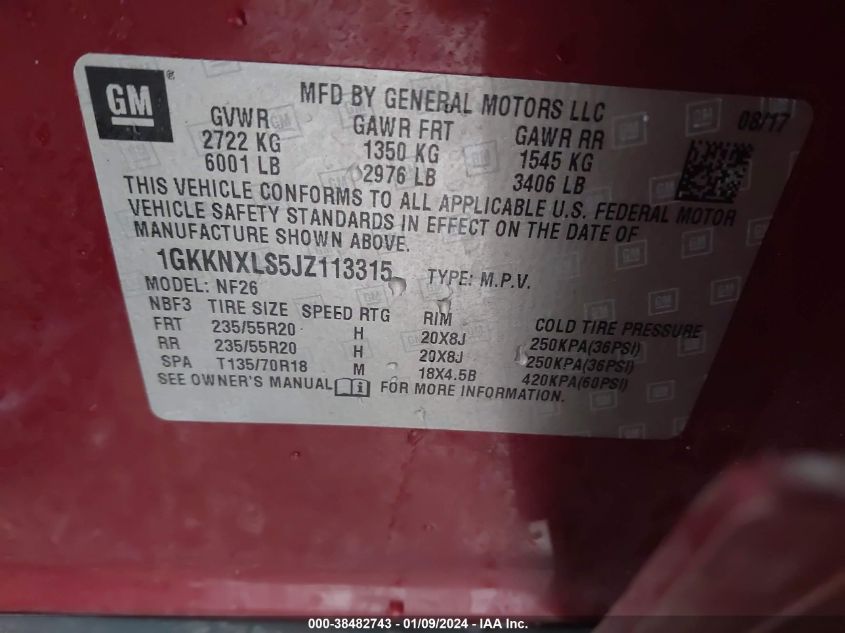 GM ®
MFD BY GENERAL MOTORS LLC
08/17
GVWR GAWR FRT GAWR RR
2722 KG 1350 KG 1545 KG
6001 LB 2976 LB 3406 LB
THIS VEHICLE CONFORMS TO ALL APPLICABLE U.S. FEDERAL MOTOR
VEHICLE SAFETY STANDARDS IN EFFECT ON THE DATE OF
MANUFACTURE SHOWN ABOVE.
1GKKNXLS5JZ113315 TYPE: M.P.V.
MODEL: NF26
NBF3 TIRE SIZE SPEED RTG RIM COLD TIRE PRESSURE
FRT 235/55R20 H 20X8J 250KPA(36PSI)
RR 235/55R20 H 20X8J 250KPA(36PSI)
SPA T135/70R18 M 18X4.5B 420KPA(60PSI)
SEE OWNER'S MANUAL FOR MORE INFORMATION.
000-38482743 - 01/09/2024 - IAA Inc.